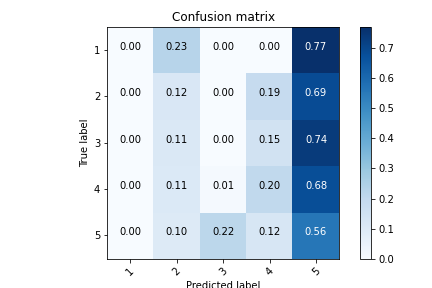 Confusion matrix
1 0.00 0.23 0.00 0.00 0.77
2 0.00 0.12 0.00 0.19 0.69
3 0.00 0.11 0.00 0.15 0.74
4 0.00 0.11 0.01 0.20 0.68
5 0.00 0.10 0.22 0.12 0.56
1 2 3 4 5
True label
Predicted label
0.7
0.6
0.5
0.4
0.3
0.2
0.1
0.0